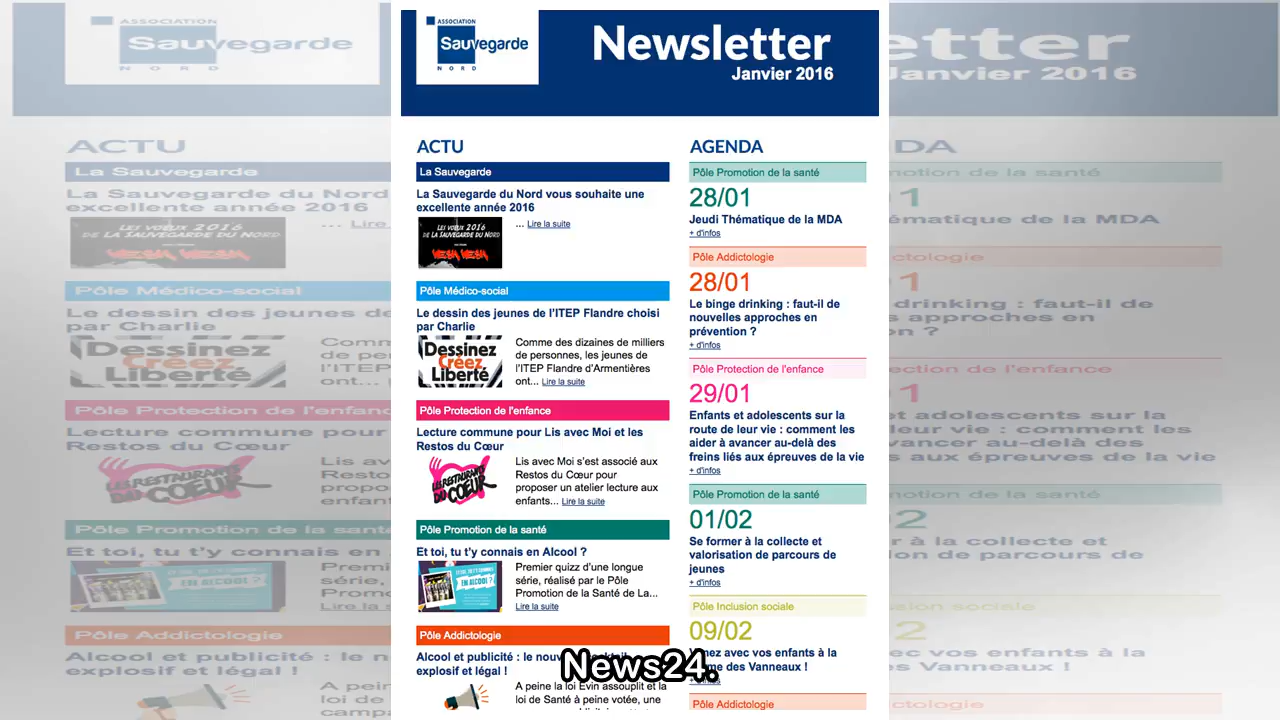 ASSOCIATION
Sauvegarde
NORD
Newsletter
Janvier 2016
ACTU
La Sauvegarde
La Sauvegarde du Nord vous souhaite une
excellente année 2016
LES VOEUX 2016
DE LA SAUVEGARDE DU NORD
... Lire la suite
Pôle Médico-social
Le dessin des jeunes de l'ITEP Flandre choisi
par Charlie
Dessinez
Créez
Liberté
Comme des dizaines de milliers
de personnes, les jeunes de
l'ITEP Flandre d'Armentières
ont... Lire la suite
Pôle Protection de l'enfance
Lecture commune pour Lis avec Moi et les
Restos du Cœur
LES RESTAURANTS
DU COEUR
Lis avec Moi s'est associé aux
Restos du Cœur pour
proposer un atelier lecture aux
enfants... Lire la suite
Pôle Promotion de la santé
Et toi, tu t'y connais en Alcool ?
EN ALCOOL ?
Premier quizz d'une longue
série, réalisé par le Pôle
Promotion de la Santé de La...
Lire la suite
Pôle Addictologie
Alcool et publicité : le
explosif et légal !
A peine la loi Evin assouplit et la
loi de Santé à peine votée, une
AGENDA
Pôle Promotion de la santé
28/01
Jeudi Thématique de la MDA
+ d'infos
Pôle Addictologie
28/01
Le binge drinking : faut-il de
nouvelles approches en
prévention ?
+ d'infos
Pôle Protection de l'enfance
29/01
Enfants et adolescents sur la
route de leur vie : comment les
aider à avancer au-delà des
freins liés aux épreuves de la vie
+ d'infos
Pôle Promotion de la santé
01/02
Se former à la collecte et
valorisation de parcours de
jeunes
+ d'infos
Pôle Inclusion sociale
09/02
avec vos enfants à la
des Vanneaux !
Pôle Addictologie
News24.